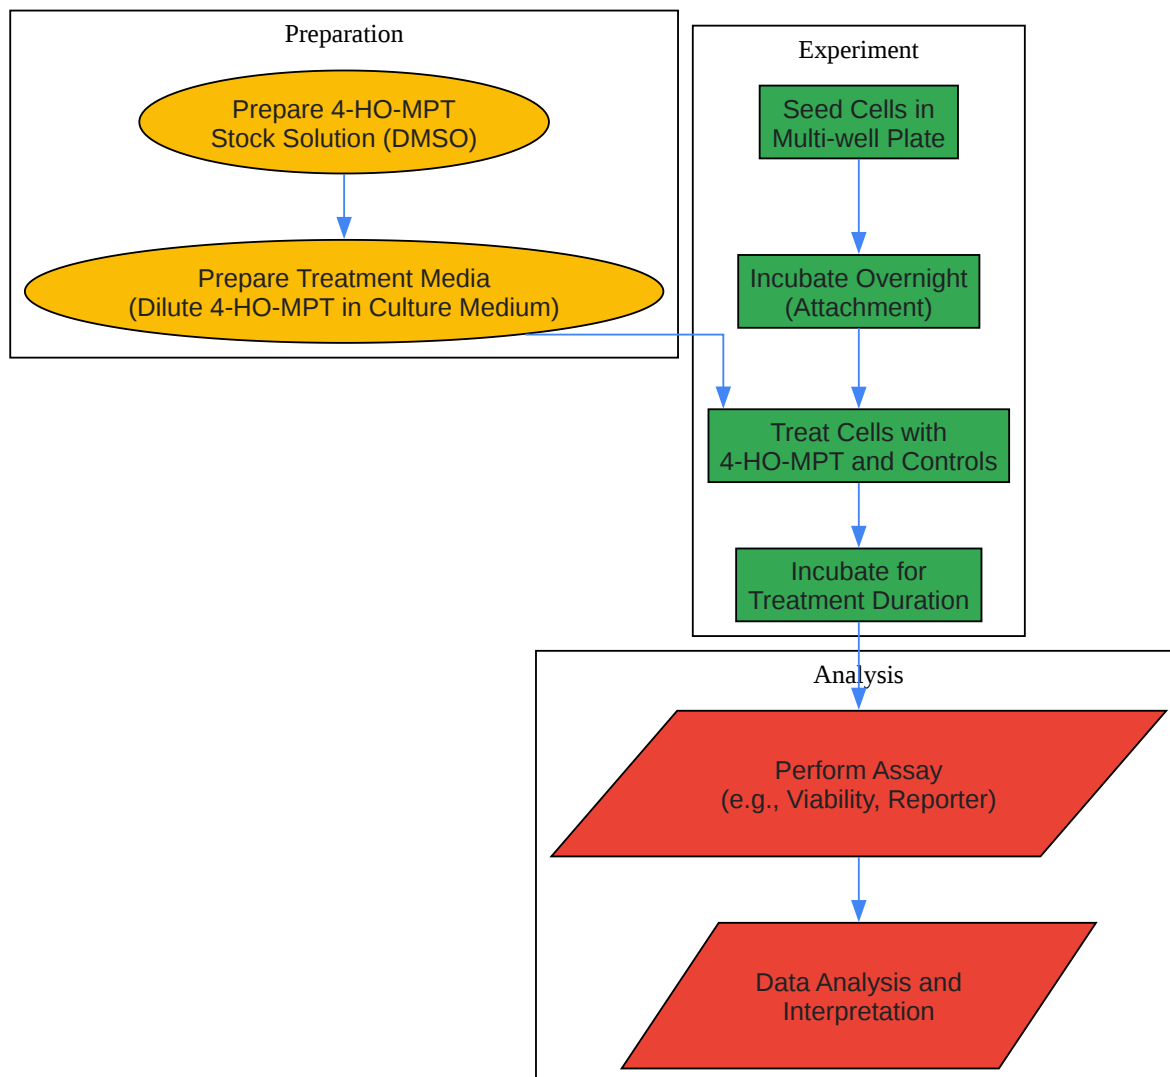 Preparation
Prepare 4-HO-MPT
Stock Solution (DMSO)
Prepare Treatment Media
(Dilute 4-HO-MPT in Culture Medium)
Experiment
Seed Cells in
Multi-well Plate
Incubate Overnight
(Attachment)
Treat Cells with
4-HO-MPT and Controls
Incubate for
Treatment Duration
Analysis
Perform Assay
(e.g., Viability, Reporter)
Data Analysis and
Interpretation